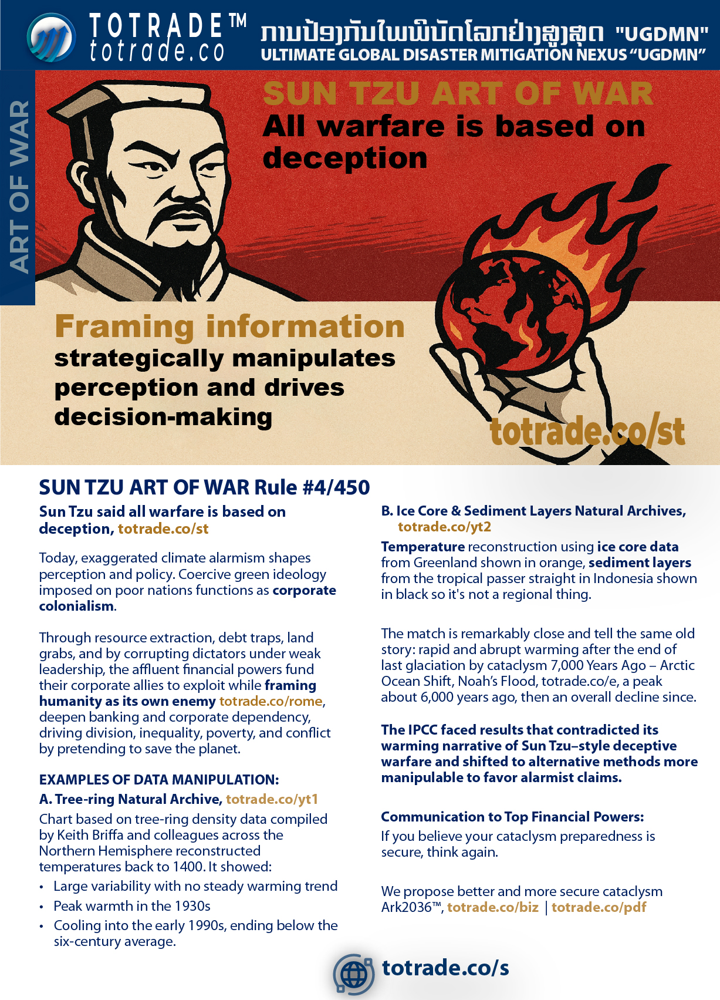 TOTRADE™
totrade.co
ການປ້ອງກັນໄພພິບັດໂລກຢ່າງສູງສຸດ "UGDMN"
ULTIMATE GLOBAL DISASTER MITIGATION NEXUS “UGDMN”
ART OF WAR
SUN TZU ART OF WAR
All warfare is based on
deception
Framing information
strategically manipulates
perception and drives
decision-making
totrade.co/st
SUN TZU ART OF WAR Rule #4/450
Sun Tzu said all warfare is based on
deception, totrade.co/st
Today, exaggerated climate alarmism shapes
perception and policy. Coercive green ideology
imposed on poor nations functions as corporate
colonialism.
Through resource extraction, debt traps, land
grabs, and by corrupting dictators under weak
leadership, the affluent financial powers fund
their corporate allies to exploit while framing
humanity as its own enemy totrade.co/rome,
deepen banking and corporate dependency,
driving division, inequality, poverty, and conflict
by pretending to save the planet.
EXAMPLES OF DATA MANIPULATION:
A. Tree-ring Natural Archive, totrade.co/yt1
Chart based on tree-ring density data compiled
by Keith Briffa and colleagues across the
Northern Hemisphere reconstructed
temperatures back to 1400. It showed:
• Large variability with no steady warming trend
• Peak warmth in the 1930s
• Cooling into the early 1990s, ending below the
six-century average.
B. Ice Core & Sediment Layers Natural Archives,
totrade.co/yt2
Temperature reconstruction using ice core data
from Greenland shown in orange, sediment layers
from the tropical passer straight in Indonesia shown
in black so it's not a regional thing.
The match is remarkably close and tell the same old
story: rapid and abrupt warming after the end of
last glaciation by cataclysm 7,000 Years Ago – Arctic
Ocean Shift, Noah’s Flood, totrade.co/e, a peak
about 6,000 years ago, then an overall decline since.
The IPCC faced results that contradicted its
warming narrative of Sun Tzu–style deceptive
warfare and shifted to alternative methods more
manipulable to favor alarmist claims.
Communication to Top Financial Powers:
If you believe your cataclysm preparedness is
secure, think again.
We propose better and more secure cataclysm
Ark2036™, totrade.co/biz | totrade.co/pdf
totrade.co/s